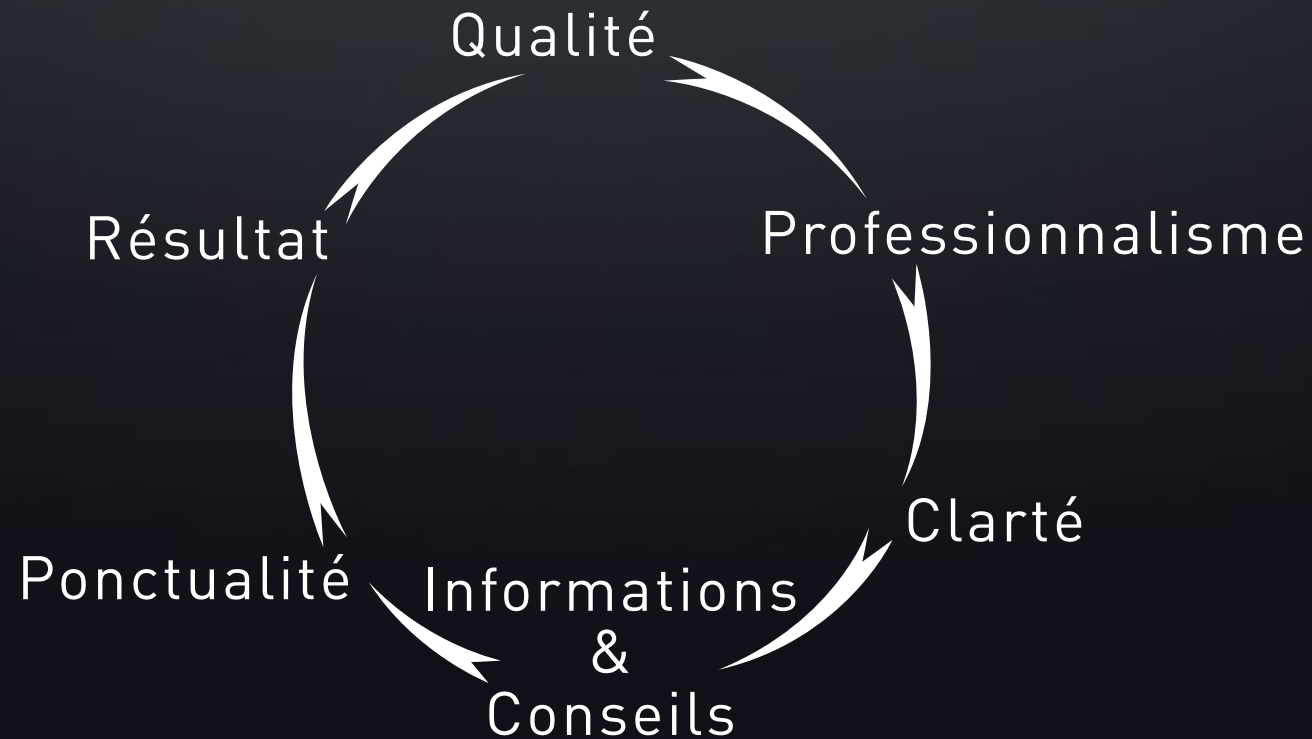 Qualité
Résultat
Professionnalisme
Clarté
Ponctualité
Informations
&
Conseils